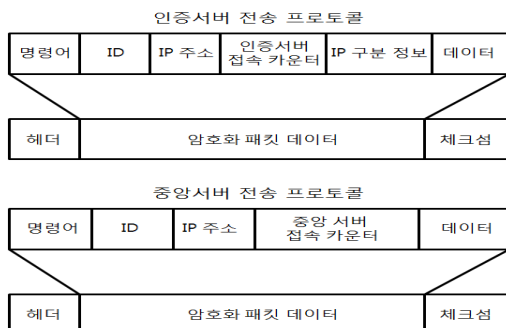 인증서버 전송 프로토콜
명령어 ID IP 주소 인증서버 접속 카운터 IP 구분 정보 데이터
헤더 암호화 패킷 데이터 체크섬
중앙서버 전송 프로토콜
명령어 ID IP 주소 중앙 서버 접속 카운터 데이터
헤더 암호화 패킷 데이터 체크섬